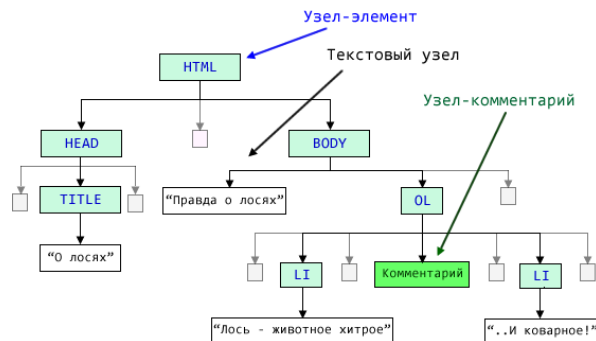 Узел-элемент
Текстовый узел
HTML
Узел-комментарий
HEAD
BODY
TITLE
“Правда о лосях”
OL
“О лосях”
LI
Комментарий
LI
“Лось - животное хитрое”
“..И коварное!”